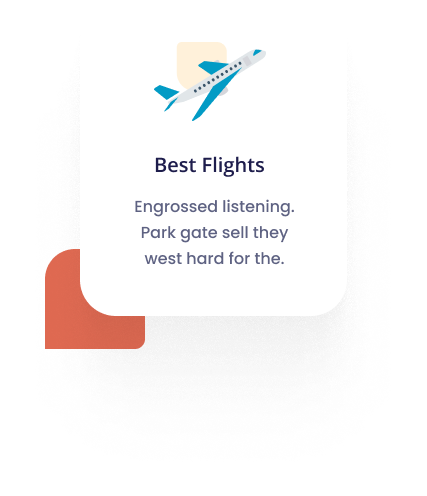 Best Flights
Engrossed listening.
Park gate sell they
west hard for the.